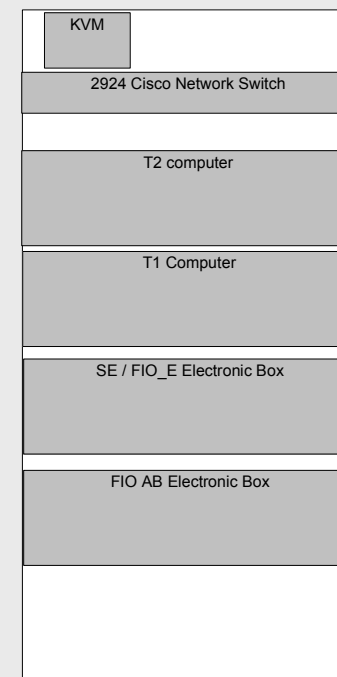 KVM
2924 Cisco Network Switch
T2 computer
T1 Computer
SE / FIO_E Electronic Box
FIO AB Electronic Box